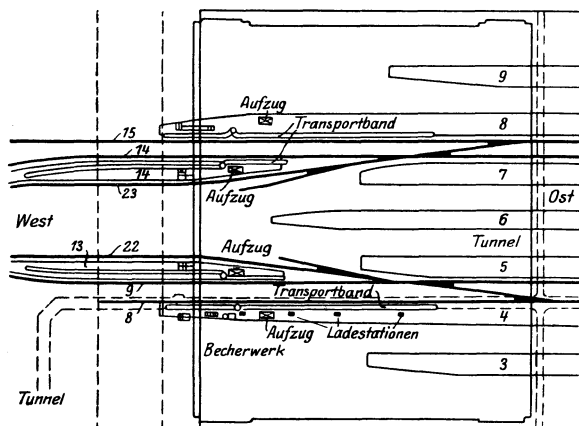 9
Aufzug
8
Transportband
15
14
14
7
Aufzug
23
West
6
Ost
13
22
Aufzug
Tunnel
5
9
Transportband
8
4
Aufzug
Ladestationen
Becherwerk
3
Tunnel